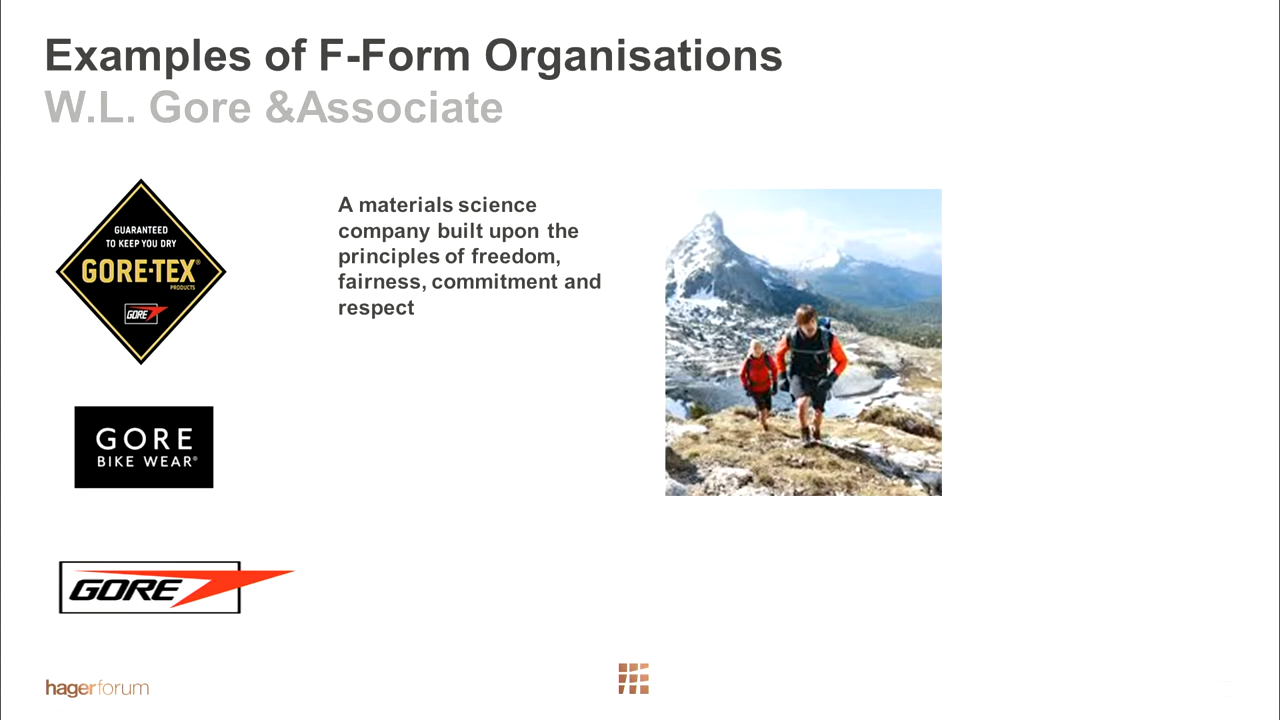 Examples of F-Form Organisations
W.L. Gore &Associate
GUARANTEED
TO KEEP YOU DRY
GORE-TEX®
PRODUCTS
GORE
A materials science
company built upon the
principles of freedom,
fairness, commitment and
respect
GORE
BIKE WEAR®
GORE
hagerforum